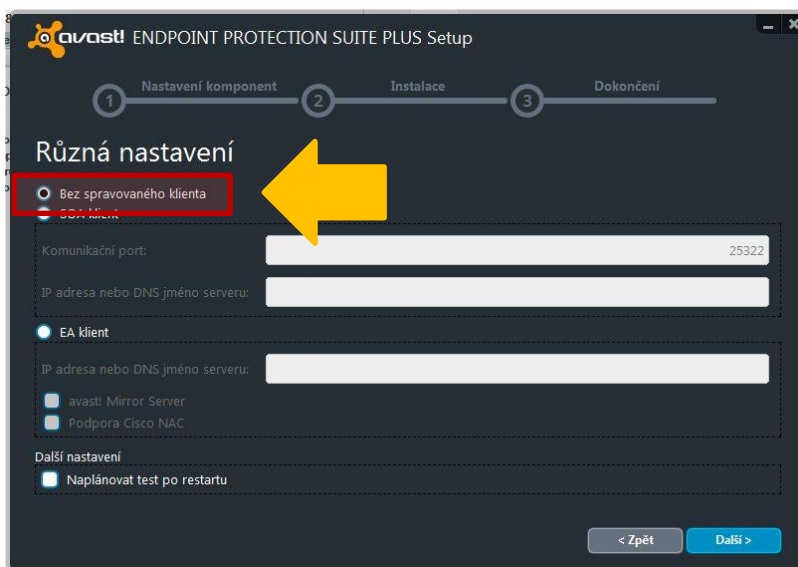 avast! ENDPOINT PROTECTION SUITE PLUS Setup
1 Nastavení komponent 2 Instalace 3 Dokončení
Různá nastavení
Bez spravovaného klienta
SOA klient
Komunikační port: 25322
IP adresa nebo DNS jméno serveru:
EA klient
IP adresa nebo DNS jméno serveru:
avast! Mirror Server
Podpora Cisco NAC
Další nastavení
Naplánovat test po restartu
< Zpět Další >